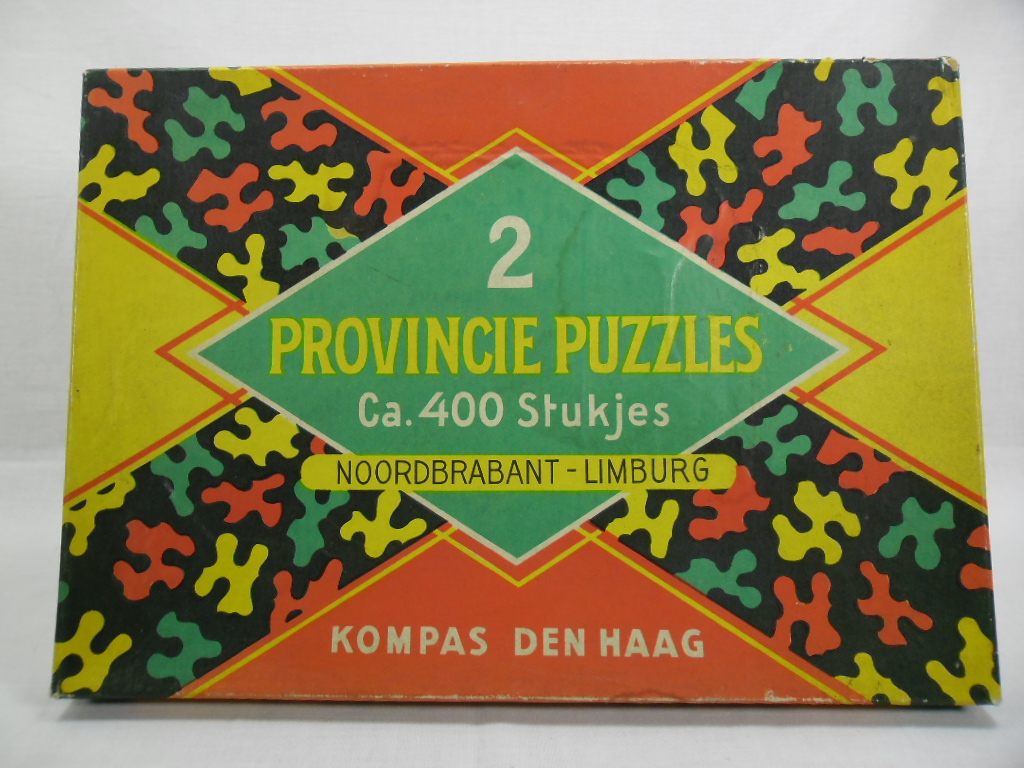 2
PROVINCIE PUZZLES
Ca. 400 Stukjes
NOORDBRABANT - LIMBURG
KOMPAS DEN HAAG